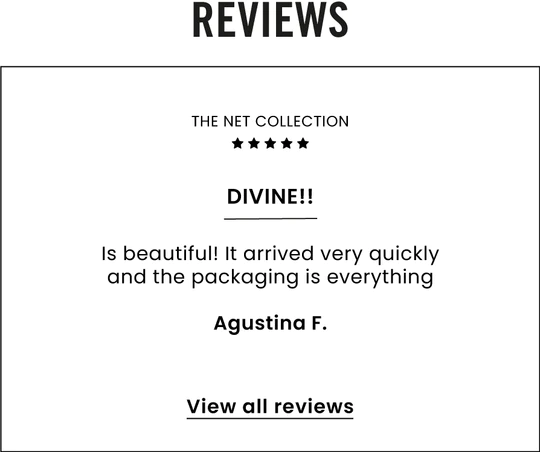 REVIEWS
THE NET COLLECTION
★★★★★
DIVINE!!
Is beautiful! It arrived very quickly
and the packaging is everything
Agustina F.
View all reviews